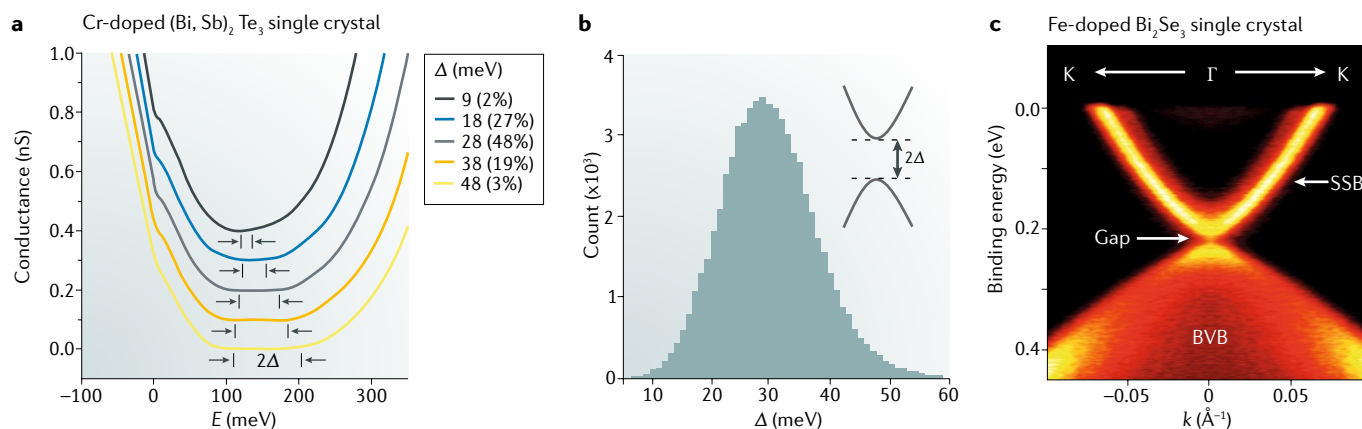 a Cr-doped (Bi, Sb)₂ Te₃ single crystal
Conductance (nS)
1.0
0.8
0.6
0.4
0.2
0.0
2Δ
−100 0 100 200 300
E (meV)
Δ (meV)
9 (2%)
18 (27%)
28 (48%)
38 (19%)
48 (3%)
b
Count (×10³)
4
3
2
1
0
2Δ
10 20 30 40 50 60
Δ (meV)
c Fe-doped Bi₂Se₃ single crystal
K Γ K
Binding energy (eV)
0.0
0.2
0.4
SSB
Gap
BVB
−0.05 0 0.05
k (Å⁻¹)